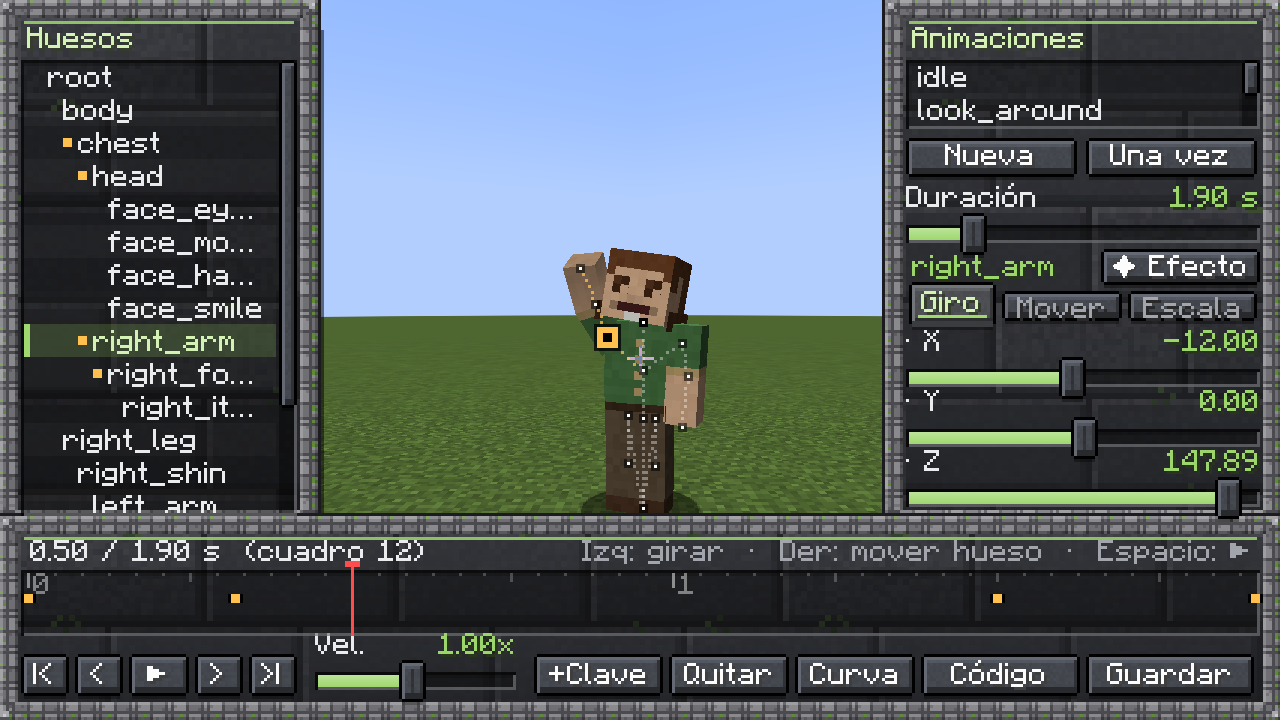 Huesos
root
body
chest
head
face_ey...
face_mo...
face_ha...
face_smile
right_arm
right_fo...
right_it...
right_leg
right_shin
left_arm
Animaciones
idle
look_around
Nueva
Una vez
Duración 1.90 s
right_arm
Efecto
Giro
Mover
Escala
X -12.00
Y 0.00
Z 147.89
0.50 / 1.90 s (cuadro 12)
Izq: girar · Der: mover hueso · Espacio:
0
1
Vel. 1.00x
+Clave
Quitar
Curva
Código
Guardar